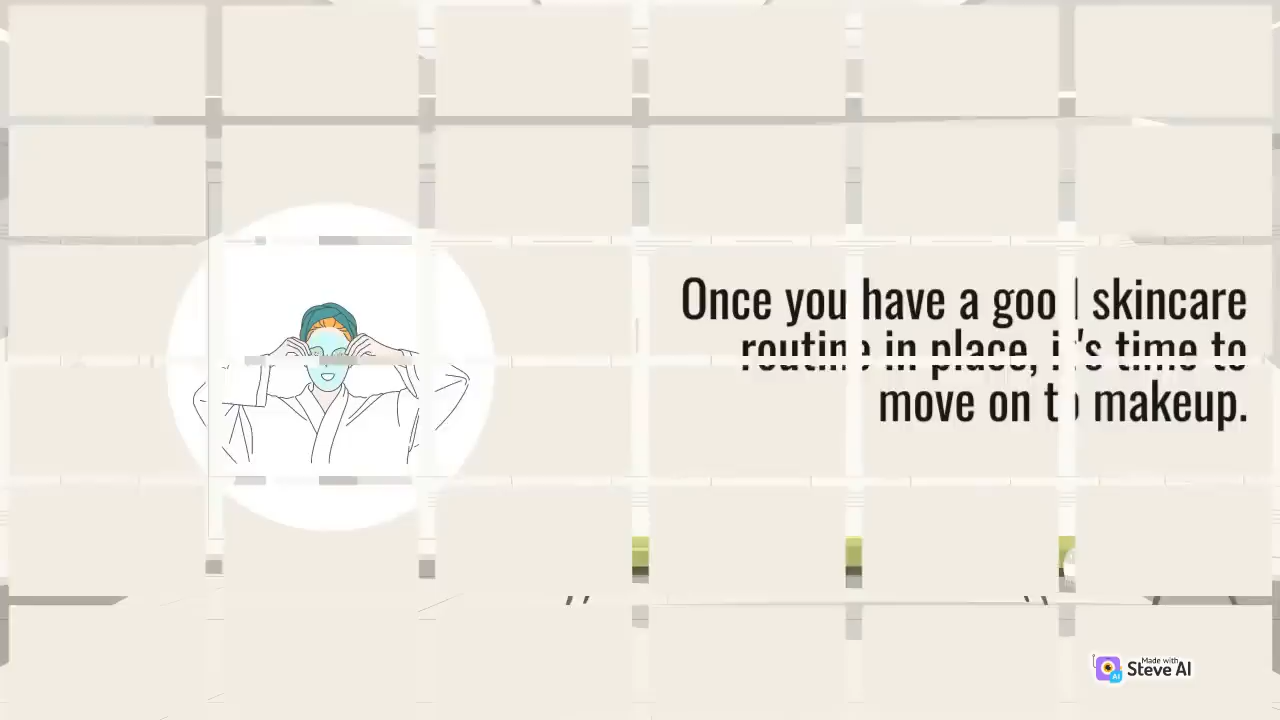 Once you have a good skincare
routine in place, it's time to
move on to makeup.
Made with
Steve AI
AI